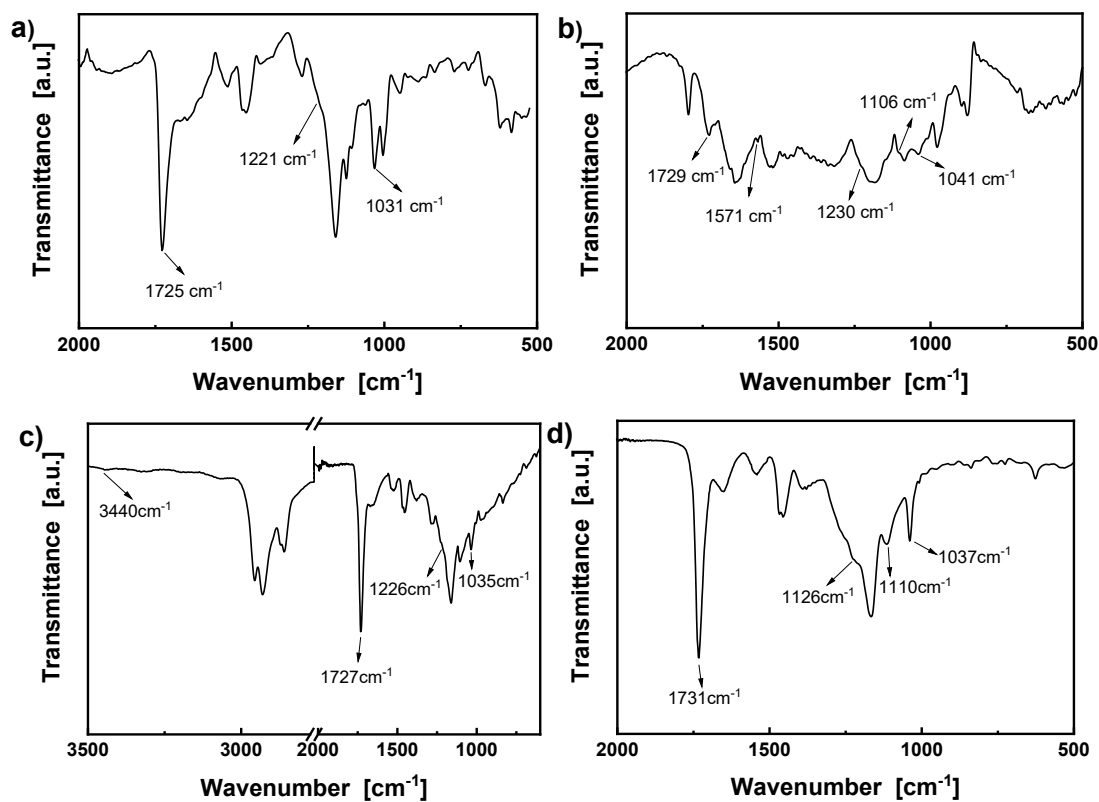 a)
Transmittance [a.u.]
1221 cm⁻¹
1031 cm⁻¹
1725 cm⁻¹
2000 1500 1000 500
Wavenumber [cm⁻¹]
b)
Transmittance [a.u.]
1106 cm⁻¹
1729 cm⁻¹
1041 cm⁻¹
1571 cm⁻¹
1230 cm⁻¹
2000 1500 1000 500
Wavenumber [cm⁻¹]
c)
Transmittance [a.u.]
3440cm⁻¹
1226cm⁻¹
1035cm⁻¹
1727cm⁻¹
3500 3000 2000 1500 1000
Wavenumber [cm⁻¹]
d)
Transmittance [a.u.]
1037cm⁻¹
1126cm⁻¹
1110cm⁻¹
1731cm⁻¹
2000 1500 1000 500
Wavenumber [cm⁻¹]